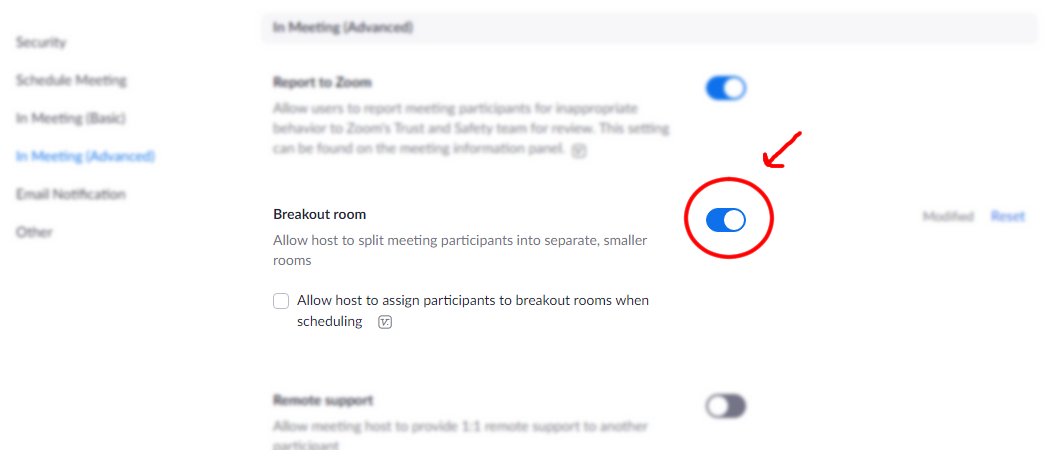 In Meeting (Advanced)
Security
Schedule Meeting
In Meeting (Basic)
In Meeting (Advanced)
Email Notification
Other
Report to Zoom
Allow users to report meeting participants for inappropriate
behavior to Zoom's Trust and Safety team for review. This setting
can be found on the meeting information panel.
Breakout room
Modified Reset
Allow host to split meeting participants into separate, smaller
rooms
Allow host to assign participants to breakout rooms when
scheduling
Remote support
Allow meeting host to provide 1:1 remote support to another
participant